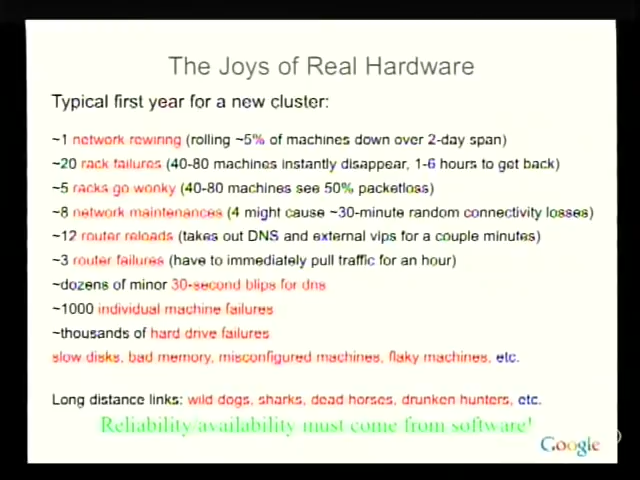 The Joys of Real Hardware
Typical first year for a new cluster:
~1 network rewiring (rolling ~5% of machines down over 2-day span)
~20 rack failures (40-80 machines instantly disappear, 1-6 hours to get back)
~5 racks go wonky (40-80 machines see 50% packetloss)
~8 network maintenances (4 might cause ~30-minute random connectivity losses)
~12 router reloads (takes out DNS and external vips for a couple minutes)
~3 router failures (have to immediately pull traffic for an hour)
~dozens of minor 30-second blips for dns
~1000 individual machine failures
~thousands of hard drive failures
slow disks, bad memory, misconfigured machines, flaky machines, etc.
Long distance links: wild dogs, sharks, dead horses, drunken hunters, etc.
Reliability/availability must come from software!
Google